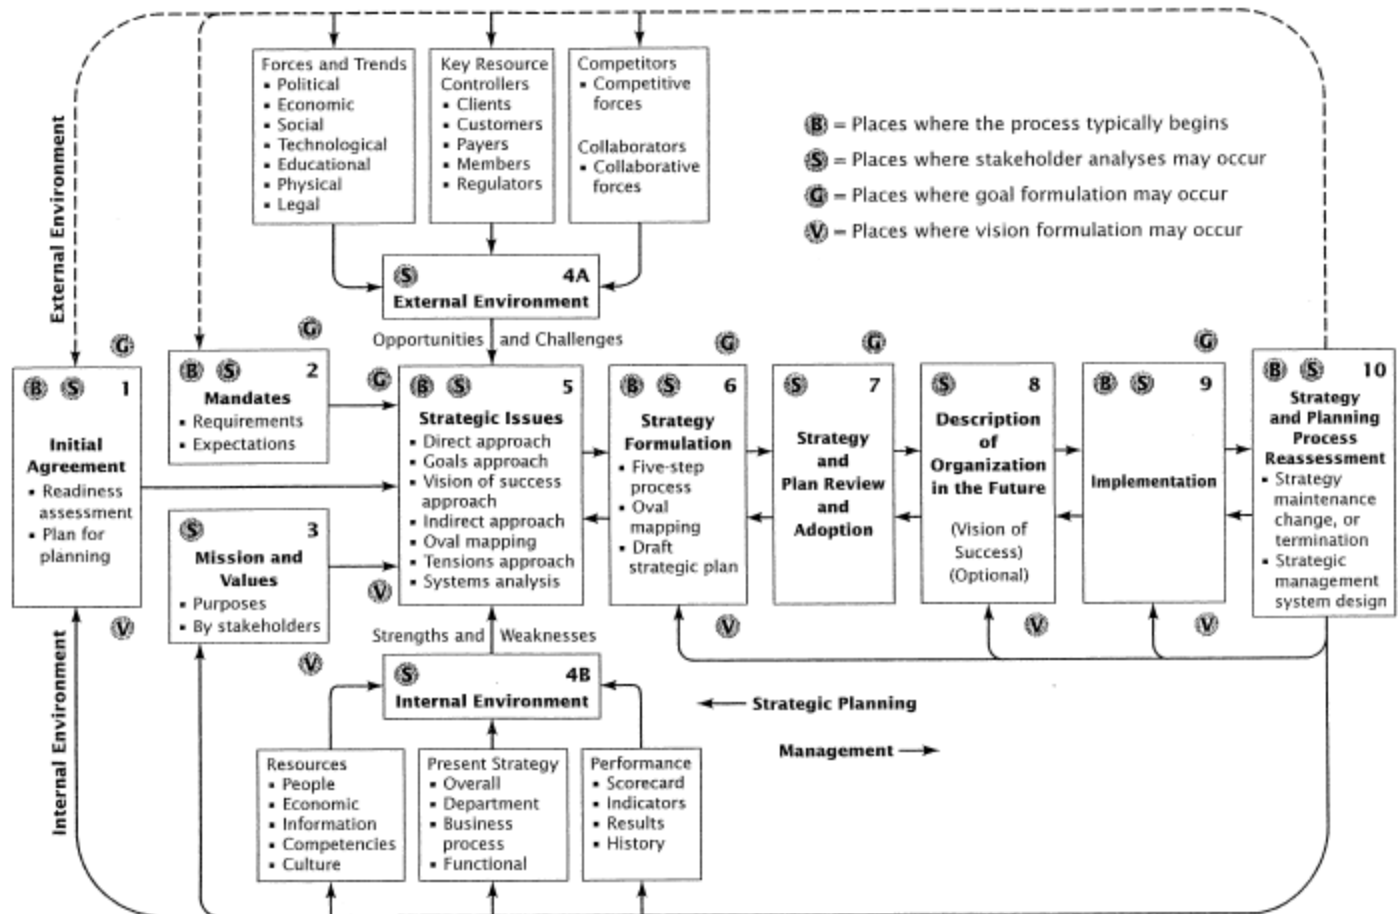 External Environment
Forces and Trends
▪ Political
▪ Economic
▪ Social
▪ Technological
▪ Educational
▪ Physical
▪ Legal
Key Resource
Controllers
▪ Clients
▪ Customers
▪ Payers
▪ Members
▪ Regulators
Competitors
▪ Competitive
forces
Collaborators
▪ Collaborative
forces
B = Places where the process typically begins
S = Places where stakeholder analyses may occur
G = Places where goal formulation may occur
V = Places where vision formulation may occur
S 4A
External Environment
Opportunities and Challenges
G
B S 1
Initial
Agreement
▪ Readiness
assessment
▪ Plan for
planning
V
G
B S 2
Mandates
▪ Requirements
▪ Expectations
S 3
Mission and
Values
▪ Purposes
▪ By stakeholders
V
G
B S 5
Strategic Issues
▪ Direct approach
▪ Goals approach
▪ Vision of success
approach
▪ Indirect approach
▪ Oval mapping
▪ Tensions approach
▪ Systems analysis
V
G
B S 6
Strategy
Formulation
▪ Five-step
process
▪ Oval
mapping
▪ Draft
strategic plan
V
G
S 7
Strategy
and
Plan Review
and
Adoption
S 8
Description
of
Organization
in the Future
(Vision of
Success)
(Optional)
V
G
B S 9
Implementation
V
B S 10
Strategy
and Planning
Process
Reassessment
▪ Strategy
maintenance
change, or
termination
▪ Strategic
management
system design
Strengths and Weaknesses
S 4B
Internal Environment
Strategic Planning
Management
Internal Environment
Resources
▪ People
▪ Economic
▪ Information
▪ Competencies
▪ Culture
Present Strategy
▪ Overall
▪ Department
▪ Business
process
▪ Functional
Performance
▪ Scorecard
▪ Indicators
▪ Results
▪ History